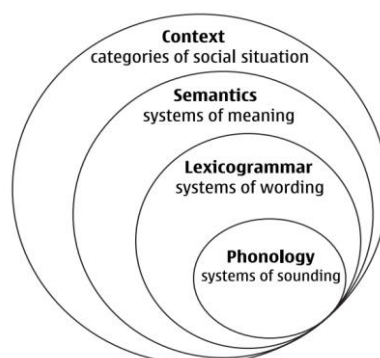 Context
categories of social situation
Semantics
systems of meaning
Lexicogrammar
systems of wording
Phonology
systems of sounding